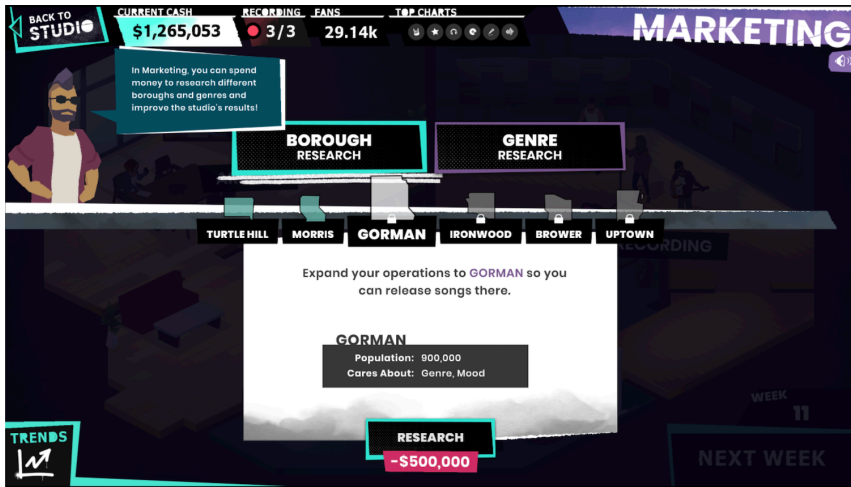 BACK TO
STUDIO
CURRENT CASH
$1,265,053
RECORDING
3/3
FANS
29.14k
TOP CHARTS
MARKETING
In Marketing, you can spend
money to research different
boroughs and genres and
improve the studio's results!
BOROUGH
RESEARCH
GENRE
RESEARCH
TURTLE HILL
MORRIS
GORMAN
IRONWOOD
BROWER
UPTOWN
RECORDING
Expand your operations to GORMAN so you
can release songs there.
GORMAN
Population: 900,000
Cares About: Genre, Mood
RESEARCH
-$500,000
TRENDS
WEEK
11
NEXT WEEK